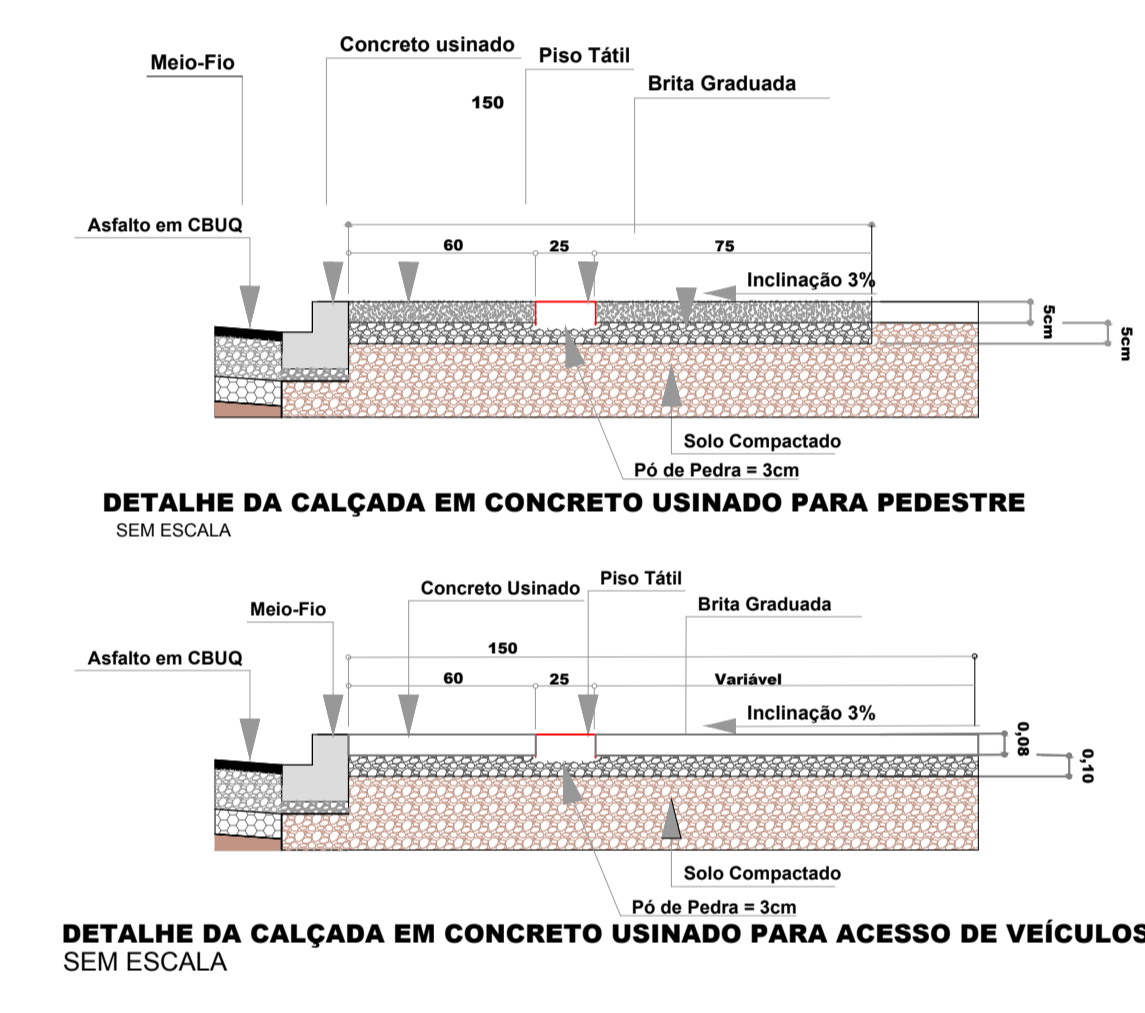 Meio-Fio
Concreto usinado
Piso Tátil
Brita Graduada
150
Asfalto em CBUQ
60
25
75
Inclinação 3%
5cm
5cm
Solo Compactado
Pó de Pedra = 3cm
DETALHE DA CALÇADA EM CONCRETO USINADO PARA PEDESTRE
SEM ESCALA
Concreto Usinado
Piso Tátil
Brita Graduada
Meio-Fio
Asfalto em CBUQ
150
60
25
Variável
Inclinação 3%
0,08
0,10
Solo Compactado
Pó de Pedra = 3cm
DETALHE DA CALÇADA EM CONCRETO USINADO PARA ACESSO DE VEÍCULOS
SEM ESCALA